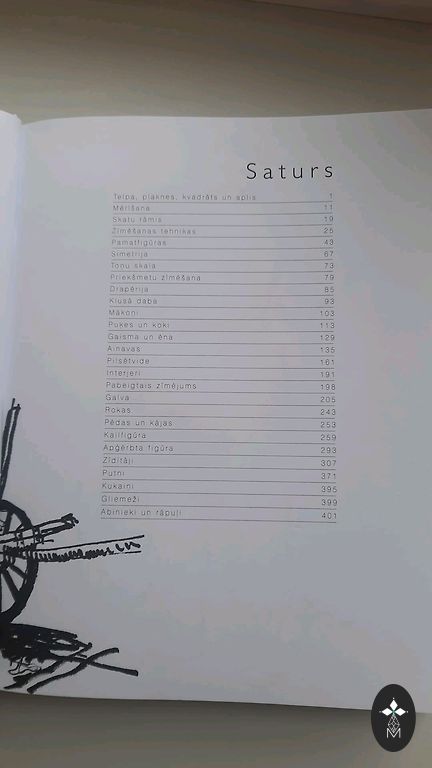 Saturs
Telpa, plaknes, kvadrāts un aplis 1
Mērīšana 11
Skatu rāmis 19
Zīmēšanas tehnikas 25
Pamatfigūras 43
Simetrija 67
Toņu skala 73
Priekšmetu zīmēšana 79
Drapērija 85
Klusā daba 93
Mākoņi 103
Puķes un koki 113
Gaisma un ēna 129
Ainavas 135
Pilsētvide 161
Interjeri 191
Pabeigtais zīmējums 198
Galva 205
Rokas 243
Pēdas un kājas 253
Kailfigūra 259
Apģērbta figūra 293
Zīdītāji 307
Putni 371
Kukaiņi 395
Gliemeži 399
Abinieki un rāpuļi 401
M